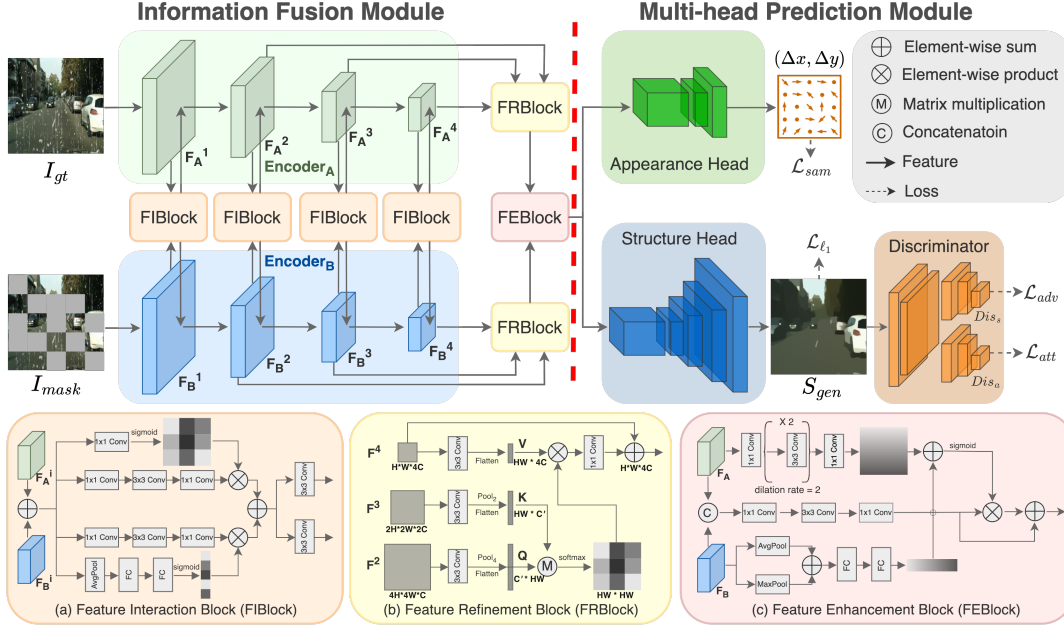 Information Fusion Module
Multi-head Prediction Module
I_gt
F_A^1
F_A^2
F_A^3
F_A^4
Encoder_A
FRBlock
FIBlock
FIBlock
FIBlock
FIBlock
FEBlock
Encoder_B
I_mask
F_B^1
F_B^2
F_B^3
F_B^4
FRBlock
Appearance Head
(Δx, Δy)
ℒ_sam
Element-wise sum
Element-wise product
M Matrix multiplication
C Concatenatoin
Feature
Loss
Structure Head
ℒ_ℓ1
S_gen
Discriminator
Dis_s
ℒ_adv
Dis_a
ℒ_att
F_A^i
F_B^i
1x1 Conv
sigmoid
1x1 Conv
3x3 Conv
1x1 Conv
1x1 Conv
3x3 Conv
1x1 Conv
AvgPool
FC
FC
sigmoid
3x3 Conv
3x3 Conv
(a) Feature Interaction Block (FIBlock)
F^4
H*W*4C
3x3 Conv
Flatten
V
HW * 4C
1x1 Conv
H*W*4C
F^3
2H*2W*2C
3x3 Conv
Pool_2
Flatten
K
HW * C'
F^2
4H*4W*C
3x3 Conv
Pool_4
Flatten
Q
C'* HW
M
softmax
HW * HW
(b) Feature Refinement Block (FRBlock)
F_A
1x1 Conv
X 2
3x3 Conv
1x1 Conv
dilation rate = 2
sigmoid
C
1x1 Conv
3x3 Conv
1x1 Conv
F_B
AvgPool
MaxPool
FC
FC
(c) Feature Enhancement Block (FEBlock)